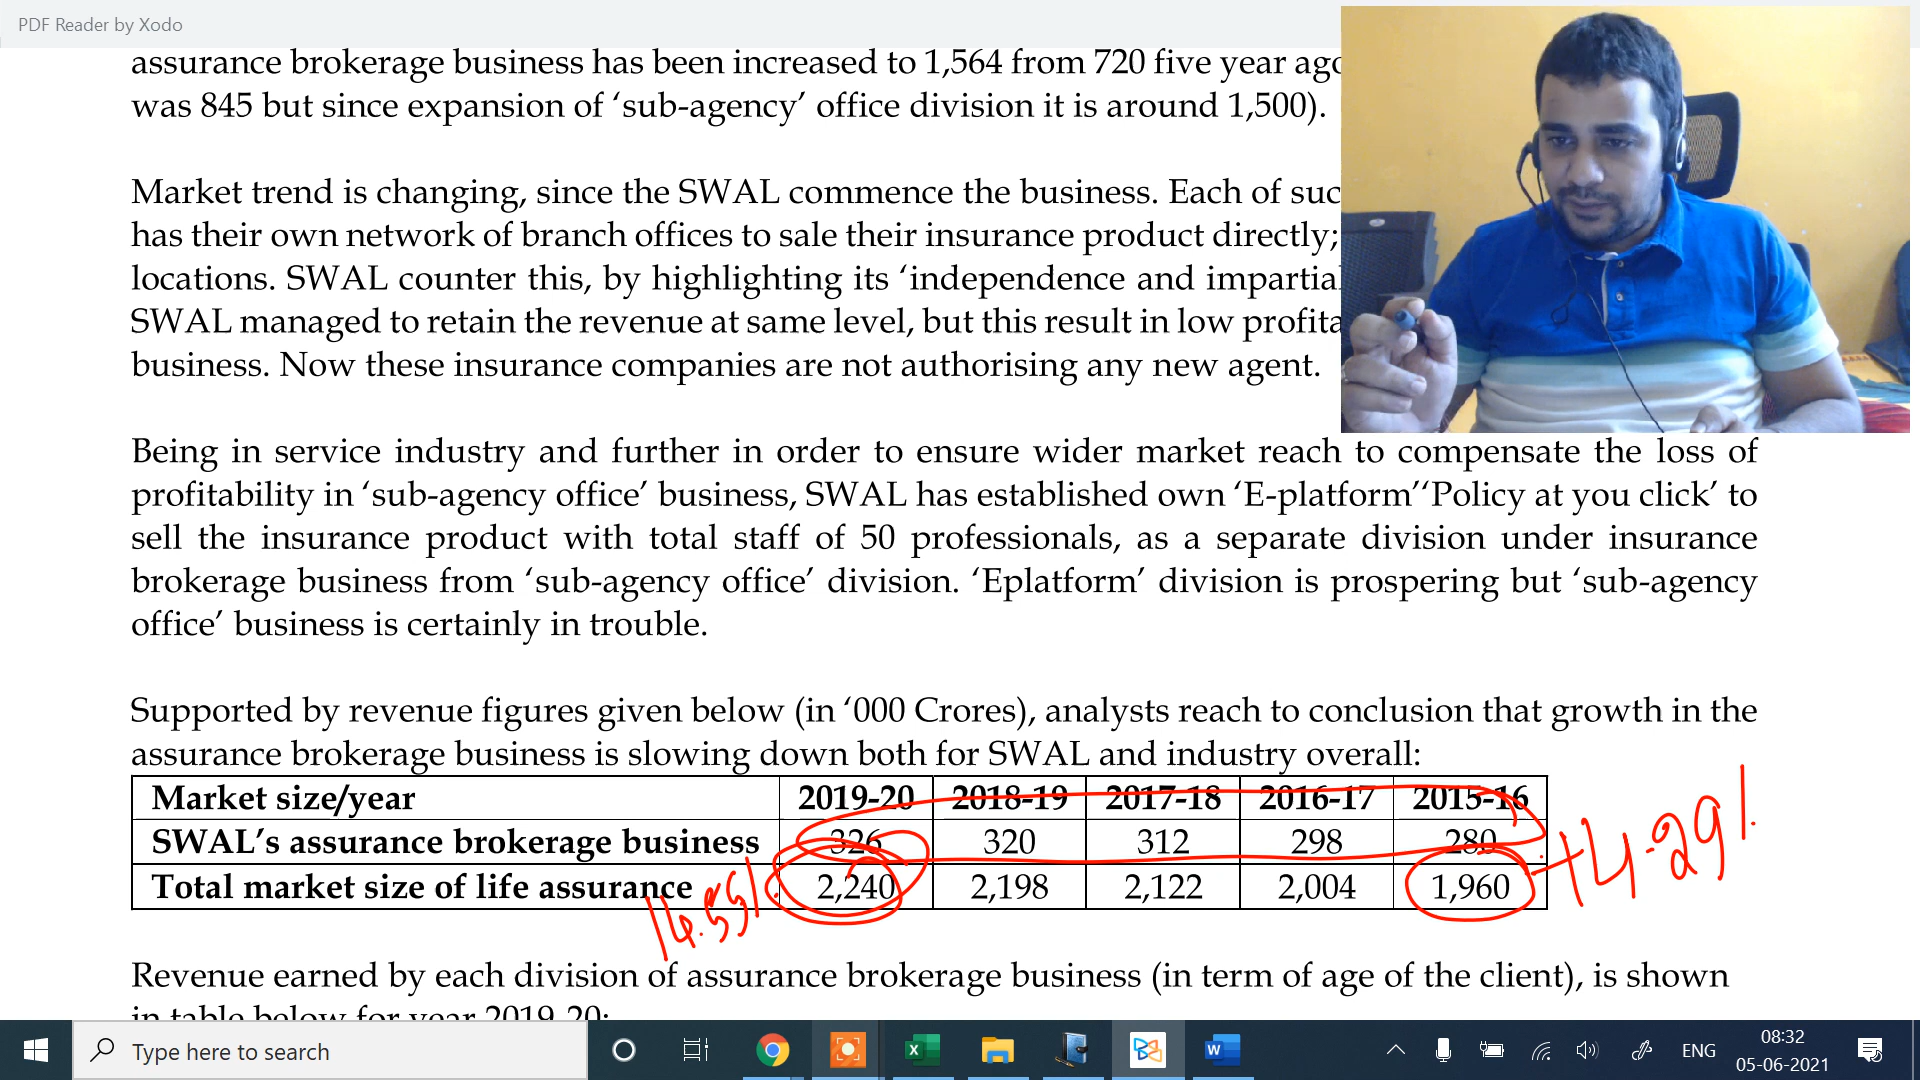 PDF Reader by Xodo
assurance brokerage business has been increased to 1,564 from 720 five year ago
was 845 but since expansion of ‘sub-agency’ office division it is around 1,500).
Market trend is changing, since the SWAL commence the business. Each of suc
has their own network of branch offices to sale their insurance product directly;
locations. SWAL counter this, by highlighting its ‘independence and impartial
SWAL managed to retain the revenue at same level, but this result in low profita
business. Now these insurance companies are not authorising any new agent.
Being in service industry and further in order to ensure wider market reach to compensate the loss of
profitability in ‘sub-agency office’ business, SWAL has established own ‘E-platform’‘Policy at you click’ to
sell the insurance product with total staff of 50 professionals, as a separate division under insurance
brokerage business from ‘sub-agency office’ division. ‘Eplatform’ division is prospering but ‘sub-agency
office’ business is certainly in trouble.
Supported by revenue figures given below (in ‘000 Crores), analysts reach to conclusion that growth in the
assurance brokerage business is slowing down both for SWAL and industry overall:
Market size/year 2019-20 2018-19 2017-18 2016-17 2015-16
SWAL’s assurance brokerage business 326 320 312 298 280
Total market size of life assurance 2,240 2,198 2,122 2,004 1,960
14.55%
14.29%
Revenue earned by each division of assurance brokerage business (in term of age of the client), is shown
in table below for year 2019-20:
Type here to search
ENG
08:32
05-06-2021